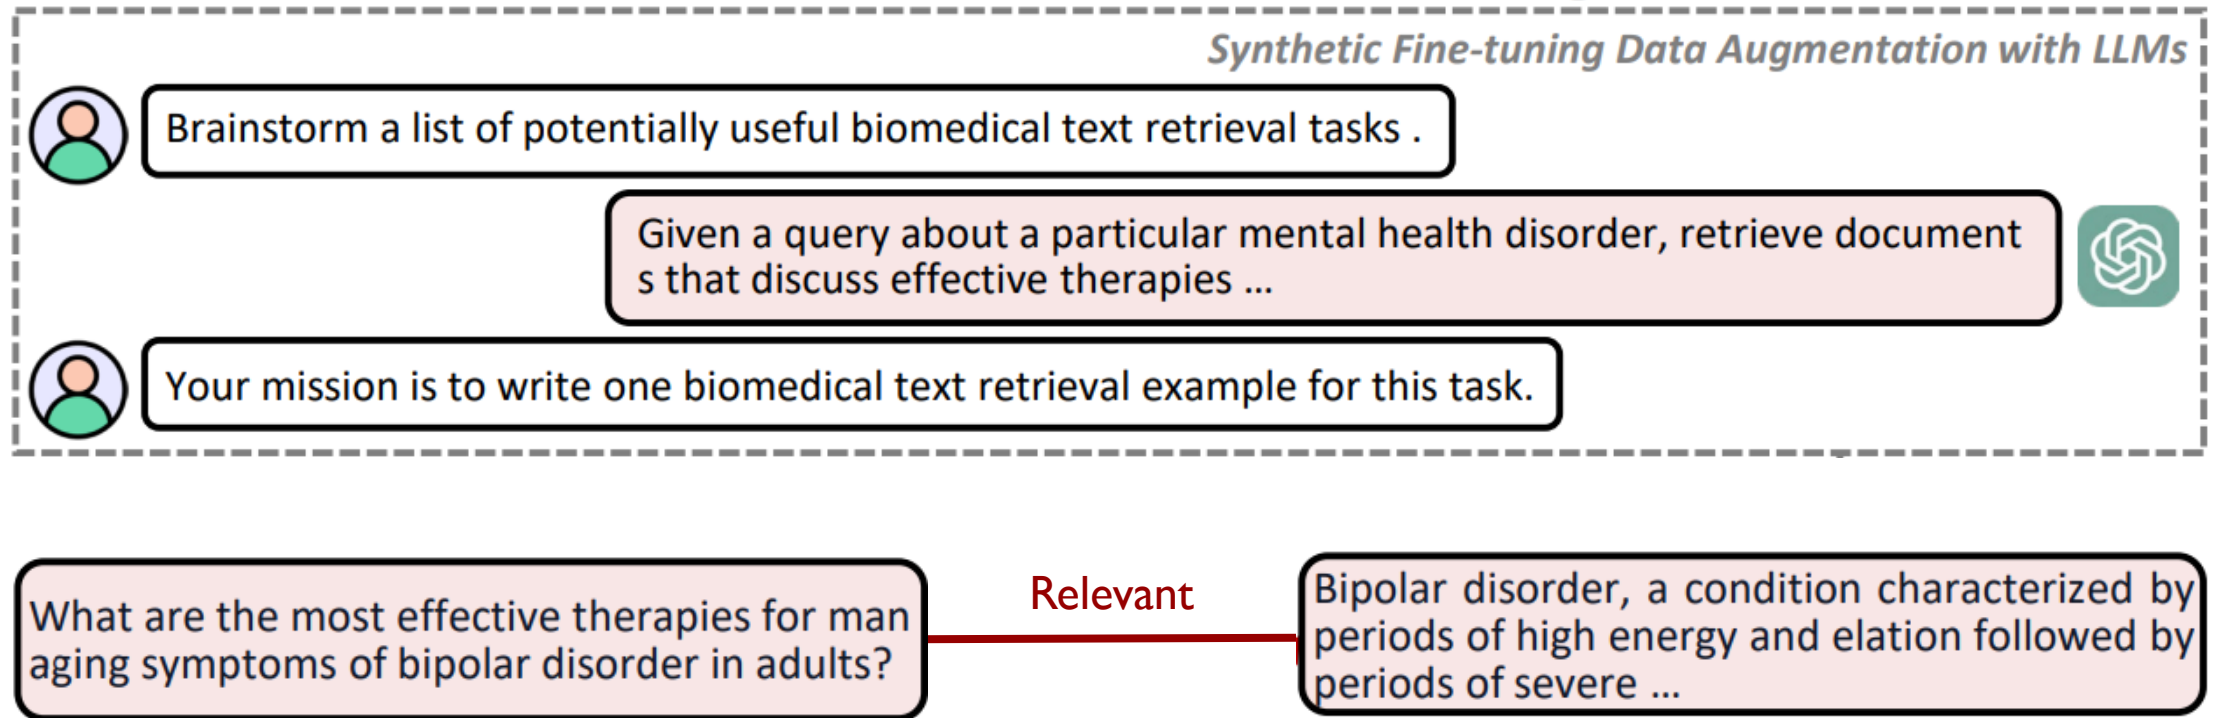 Synthetic Fine-tuning Data Augmentation with LLMs
Brainstorm a list of potentially useful biomedical text retrieval tasks .
Given a query about a particular mental health disorder, retrieve document
s that discuss effective therapies ...
Your mission is to write one biomedical text retrieval example for this task.
What are the most effective therapies for man
aging symptoms of bipolar disorder in adults?
Relevant
Bipolar disorder, a condition characterized by
periods of high energy and elation followed by
periods of severe ...